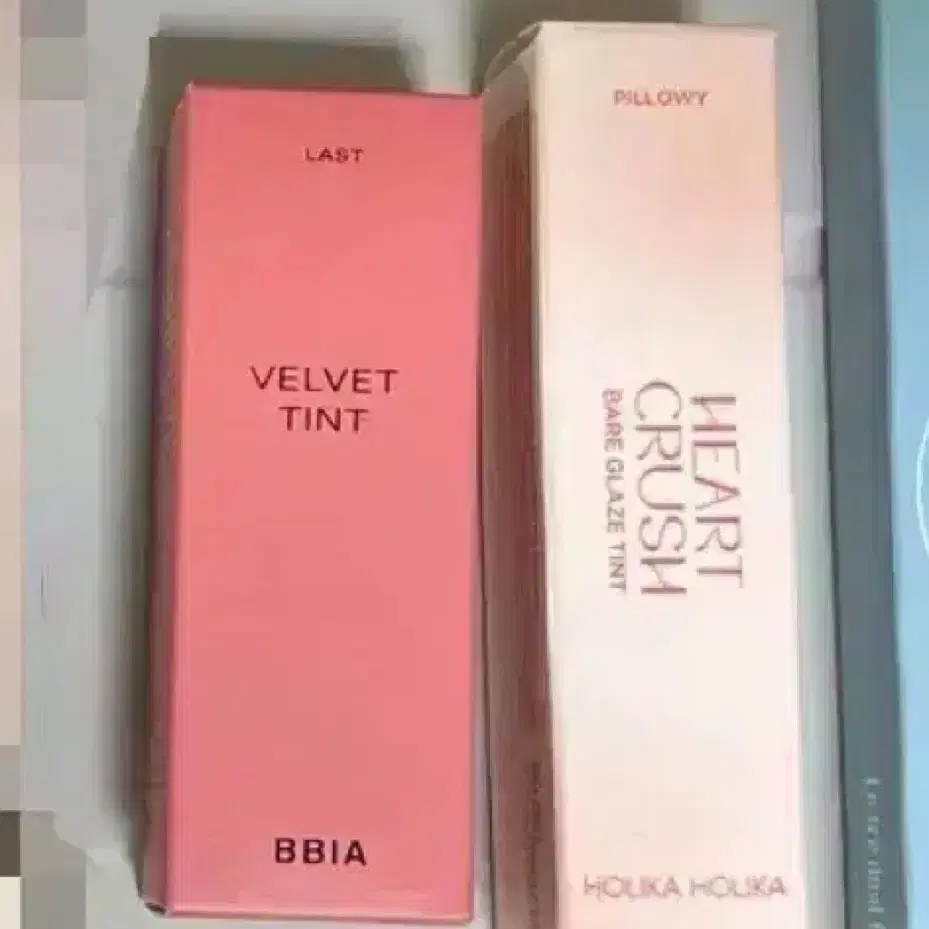 LAST
VELVET
TINT
BBIA
PILLOWY
HEART
CRUSH
BARE GLAZE TINT
HOLIKA HOLIKA